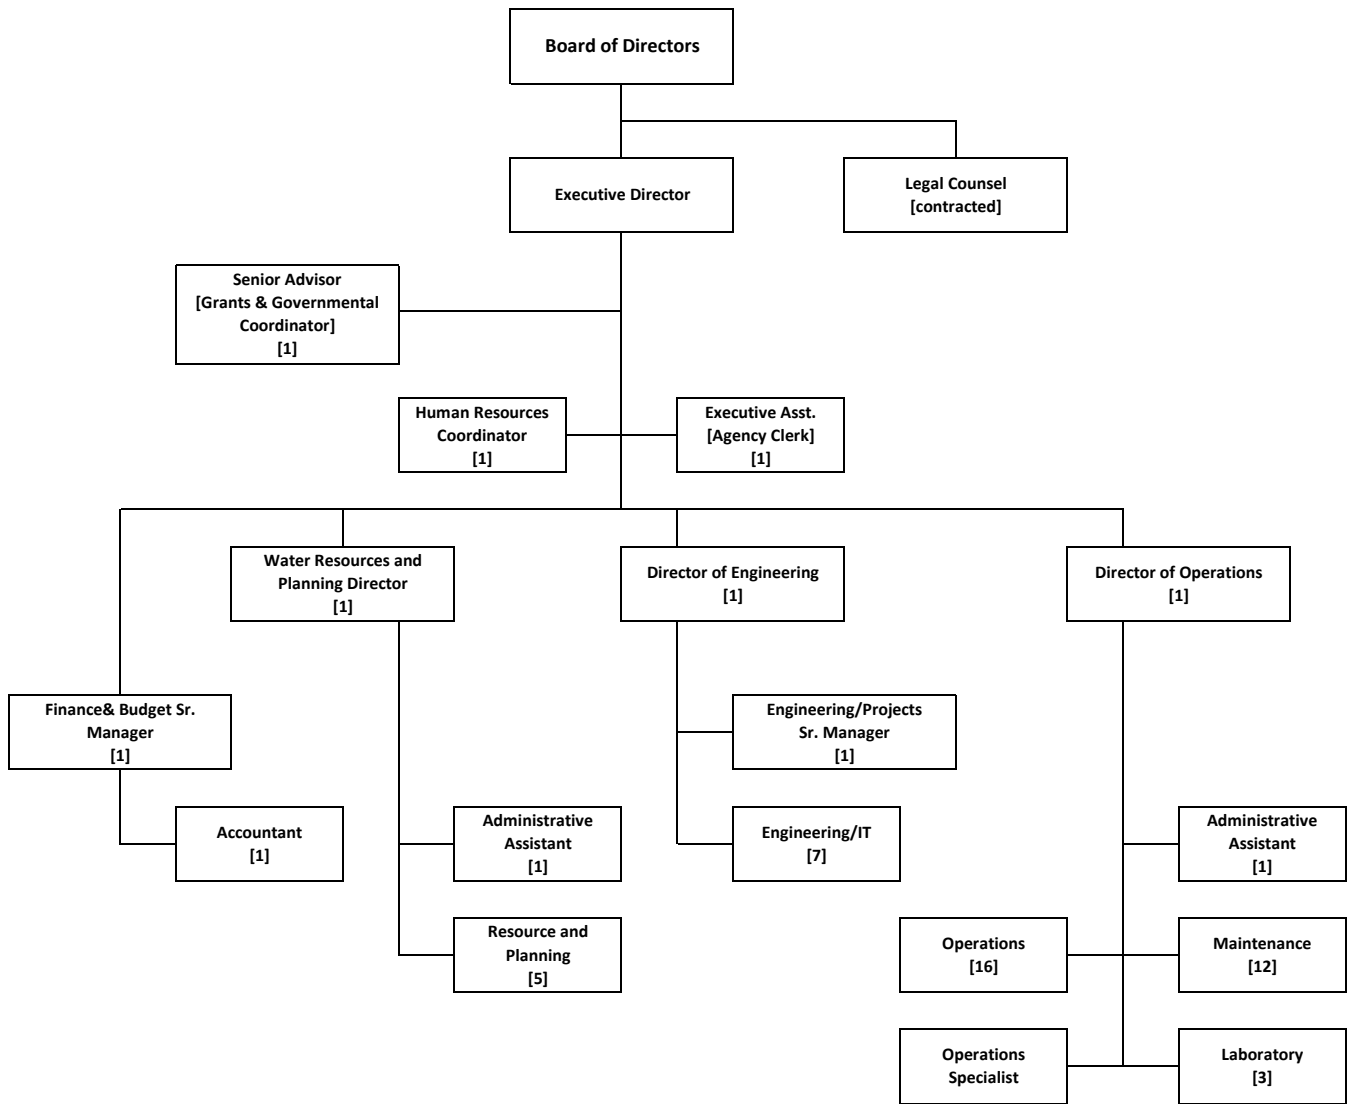 Board of Directors
Executive Director
Legal Counsel
[contracted]
Senior Advisor
[Grants & Governmental
Coordinator]
[1]
Human Resources
Coordinator
[1]
Executive Asst.
[Agency Clerk]
[1]
Water Resources and
Planning Director
[1]
Director of Engineering
[1]
Director of Operations
[1]
Finance& Budget Sr.
Manager
[1]
Engineering/Projects
Sr. Manager
[1]
Accountant
[1]
Administrative
Assistant
[1]
Engineering/IT
[7]
Administrative
Assistant
[1]
Resource and
Planning
[5]
Operations
[16]
Maintenance
[12]
Operations
Specialist
Laboratory
[3]